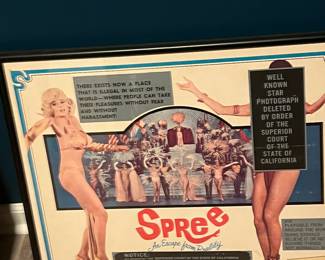 THERE EXISTS NOW A PLACE
THAT IS ILLEGAL IN MOST OF THE
WORLD—WHERE PEOPLE CAN TAKE
THEIR PLEASURES WITHOUT FEAR
AND WITHOUT
HARASSMENT!
WELL
KNOWN
STAR
PHOTOGRAPH
DELETED
BY ORDER
OF THE
SUPERIOR
COURT
OF THE
STATE OF
CALIFORNIA
Spree
An Escape from Reality
NOTICE:
AROUND THE